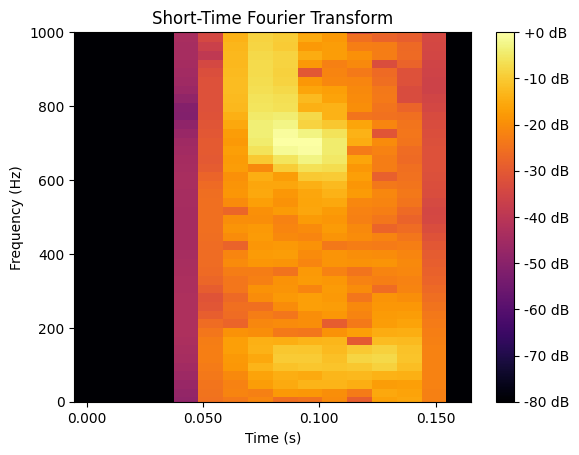 Short-Time Fourier Transform
1000
800
600
400
200
0
Frequency (Hz)
0.000
0.050
0.100
0.150
Time (s)
+0 dB
-10 dB
-20 dB
-30 dB
-40 dB
-50 dB
-60 dB
-70 dB
-80 dB